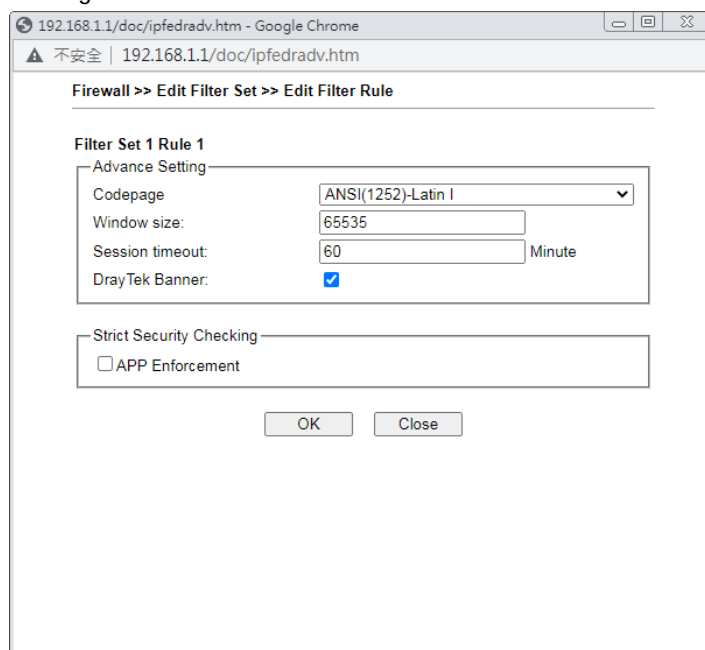 192.168.1.1/doc/ipfedradv.htm - Google Chrome
不安全 | 192.168.1.1/doc/ipfedradv.htm
Firewall >> Edit Filter Set >> Edit Filter Rule
Filter Set 1 Rule 1
Advance Setting
Codepage ANSI(1252)-Latin I
Window size: 65535
Session timeout: 60 Minute
DrayTek Banner:
Strict Security Checking
APP Enforcement
OK Close